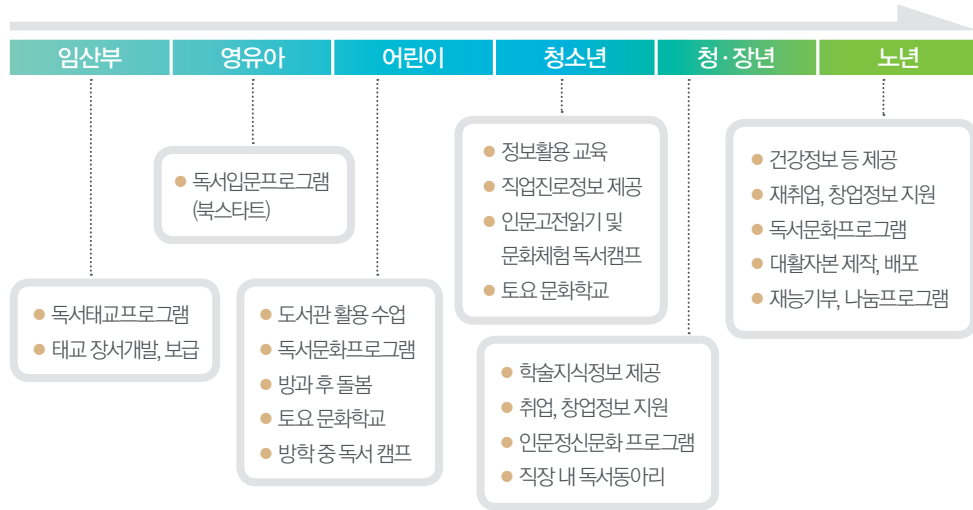 임산부
영유아
어린이
청소년
청·장년
노년
독서태교프로그램
태교 장서개발, 보급
독서입문프로그램
(북스타트)
도서관 활용 수업
독서문화프로그램
방과 후 돌봄
토요 문화학교
방학 중 독서 캠프
정보활용 교육
직업진로정보 제공
인문고전읽기 및
문화체험 독서캠프
토요 문화학교
학술지식정보 제공
취업, 창업정보 지원
인문정신문화 프로그램
직장 내 독서동아리
건강정보 등 제공
재취업, 창업정보 지원
독서문화프로그램
대활자본 제작, 배포
재능기부, 나눔프로그램